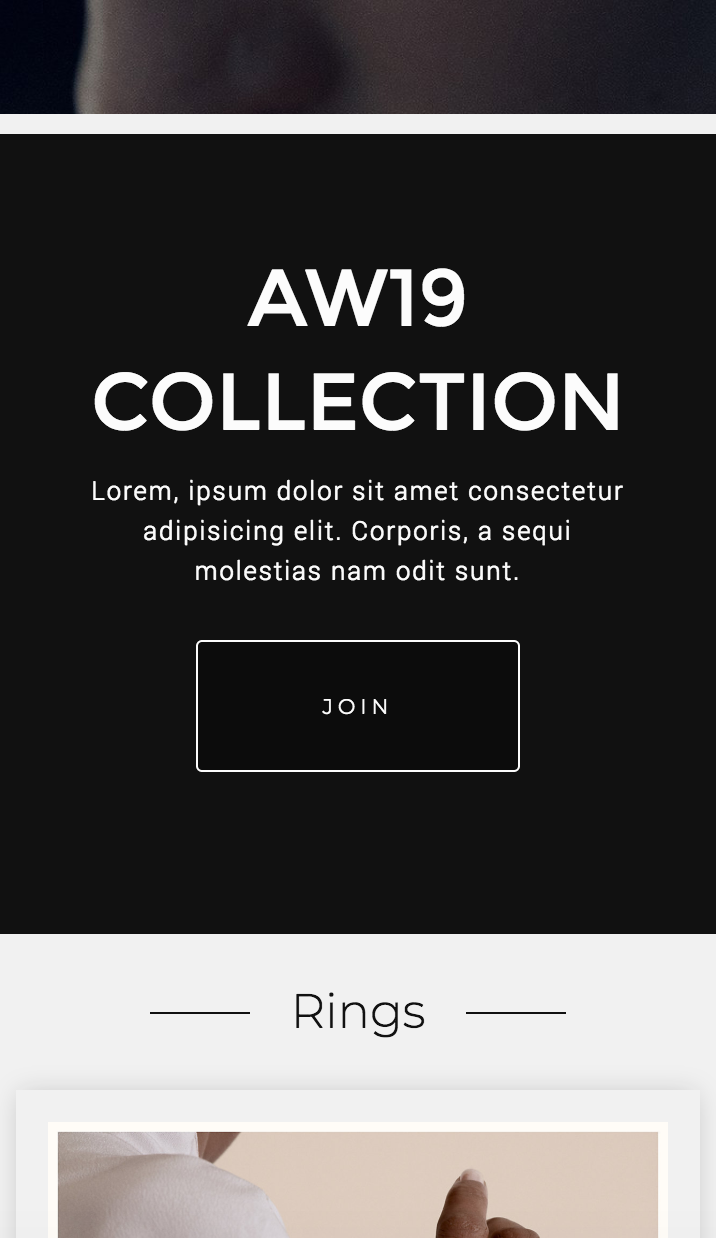 AW19
COLLECTION
Lorem, ipsum dolor sit amet consectetur
adipisicing elit. Corporis, a sequi
molestias nam odit sunt.
JOIN
Rings